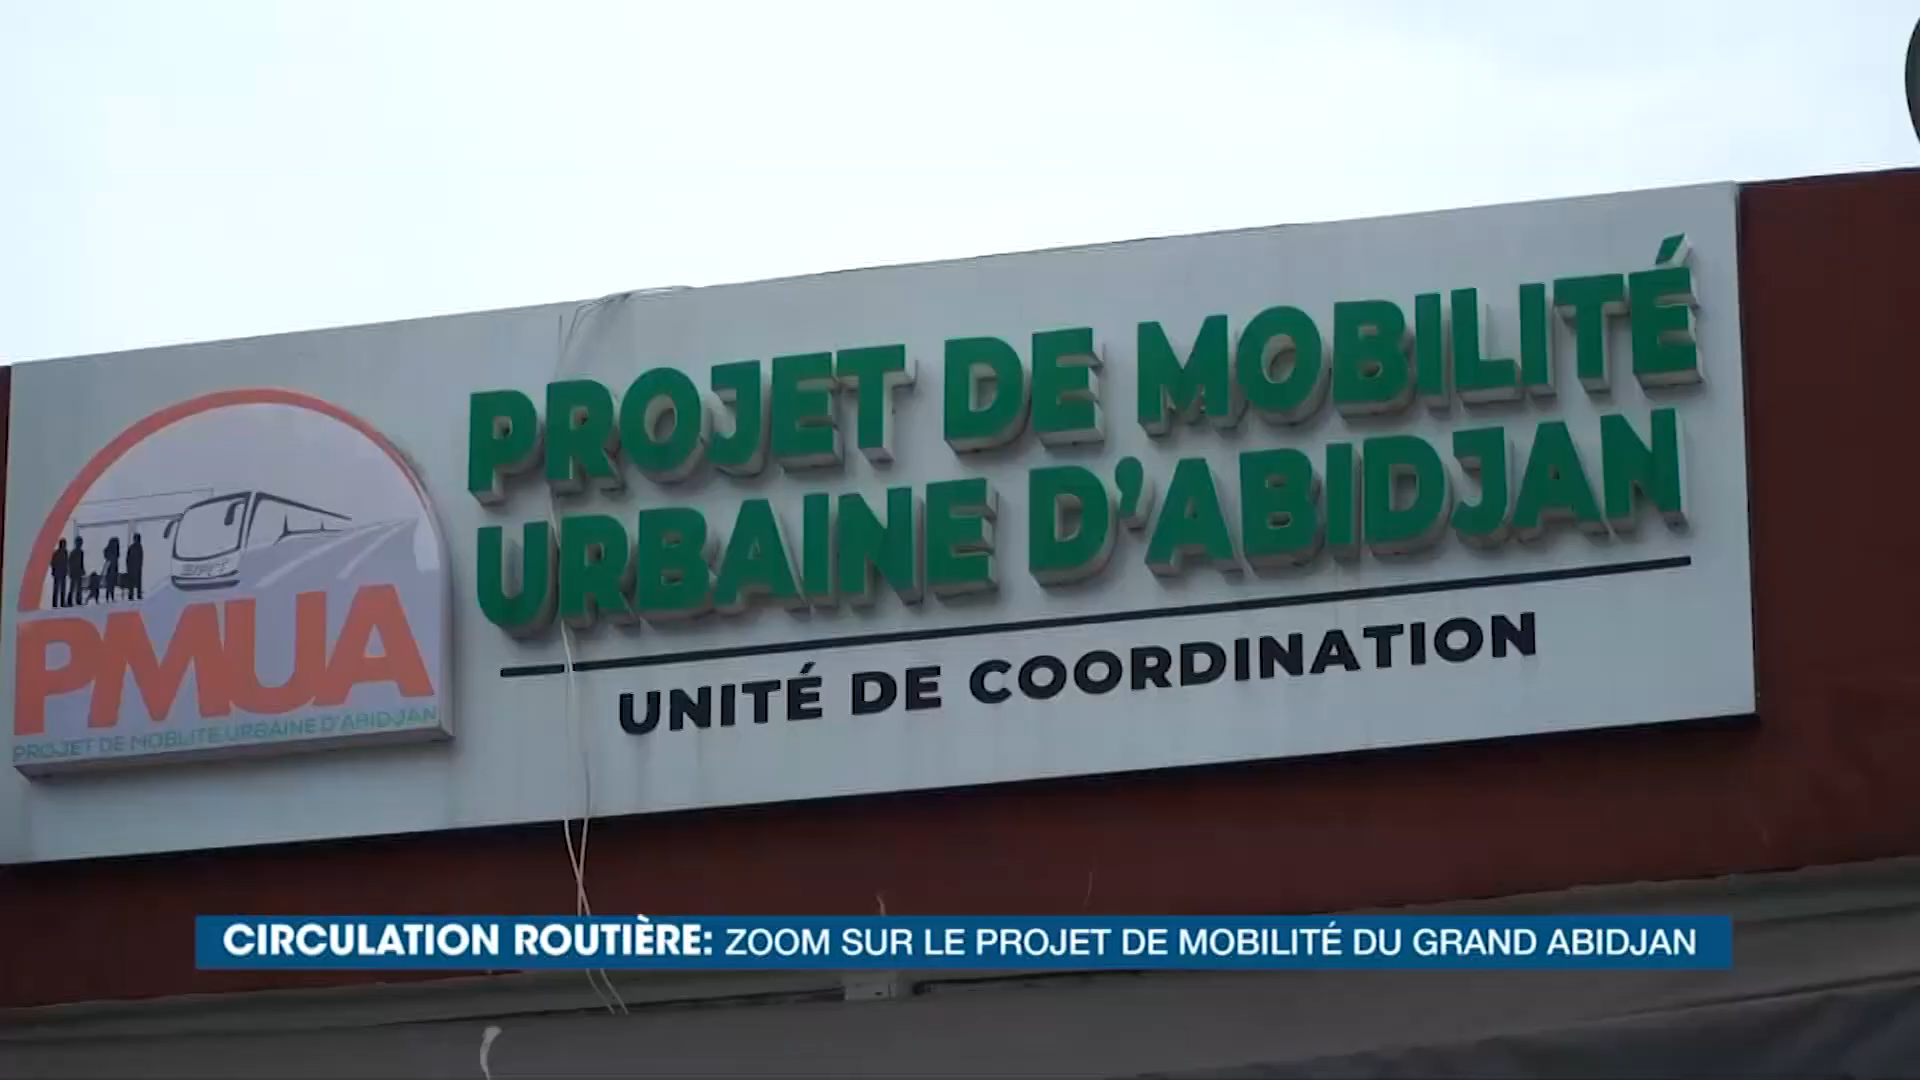 PROJET DE MOBILITÉ
URBAINE D'ABIDJAN
UNITÉ DE COORDINATION
PMUA
PROJET DE MOBLITE URBAINE D'ABIDJAN
CIRCULATION ROUTIÈRE: ZOOM SUR LE PROJET DE MOBILITÉ DU GRAND ABIDJAN